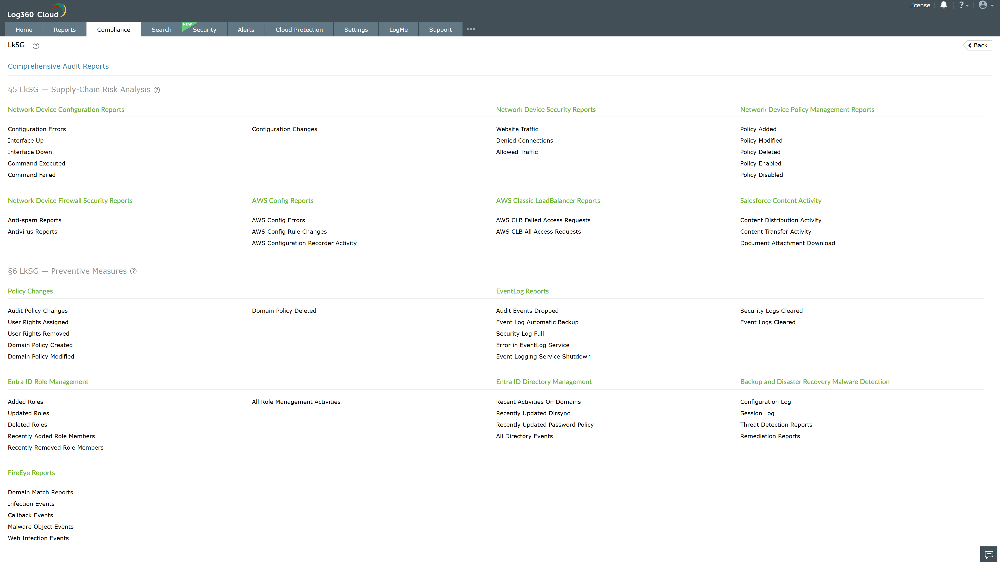 Log360 Cloud
License
Home
Reports
Compliance
Search
NEW
Security
Alerts
Cloud Protection
Settings
LogMe
Support
LkSG
Back
Comprehensive Audit Reports
§5 LkSG — Supply-Chain Risk Analysis
Network Device Configuration Reports
Configuration Errors
Interface Up
Interface Down
Command Executed
Command Failed
Configuration Changes
Network Device Security Reports
Website Traffic
Denied Connections
Allowed Traffic
Network Device Policy Management Reports
Policy Added
Policy Modified
Policy Deleted
Policy Enabled
Policy Disabled
Network Device Firewall Security Reports
Anti-spam Reports
Antivirus Reports
AWS Config Reports
AWS Config Errors
AWS Config Rule Changes
AWS Configuration Recorder Activity
AWS Classic LoadBalancer Reports
AWS CLB Failed Access Requests
AWS CLB All Access Requests
Salesforce Content Activity
Content Distribution Activity
Content Transfer Activity
Document Attachment Download
§6 LkSG — Preventive Measures
Policy Changes
Audit Policy Changes
User Rights Assigned
User Rights Removed
Domain Policy Created
Domain Policy Modified
Domain Policy Deleted
EventLog Reports
Audit Events Dropped
Event Log Automatic Backup
Security Log Full
Error in EventLog Service
Event Logging Service Shutdown
Security Logs Cleared
Event Logs Cleared
Entra ID Role Management
Added Roles
Updated Roles
Deleted Roles
Recently Added Role Members
Recently Removed Role Members
All Role Management Activities
Entra ID Directory Management
Recent Activities On Domains
Recently Updated Dirsync
Recently Updated Password Policy
All Directory Events
Backup and Disaster Recovery Malware Detection
Configuration Log
Session Log
Threat Detection Reports
Remediation Reports
FireEye Reports
Domain Match Reports
Infection Events
Callback Events
Malware Object Events
Web Infection Events